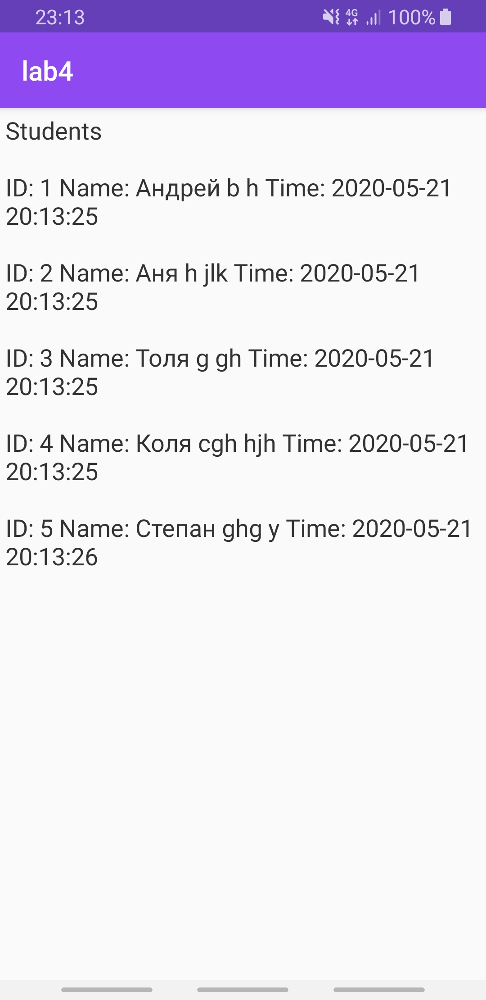 23:13 4G 100%
lab4
Students
ID: 1 Name: Андрей b h Time: 2020-05-21
20:13:25
ID: 2 Name: Аня h jlk Time: 2020-05-21
20:13:25
ID: 3 Name: Толя g gh Time: 2020-05-21
20:13:25
ID: 4 Name: Коля cgh hjh Time: 2020-05-21
20:13:25
ID: 5 Name: Степан ghg y Time: 2020-05-21
20:13:26